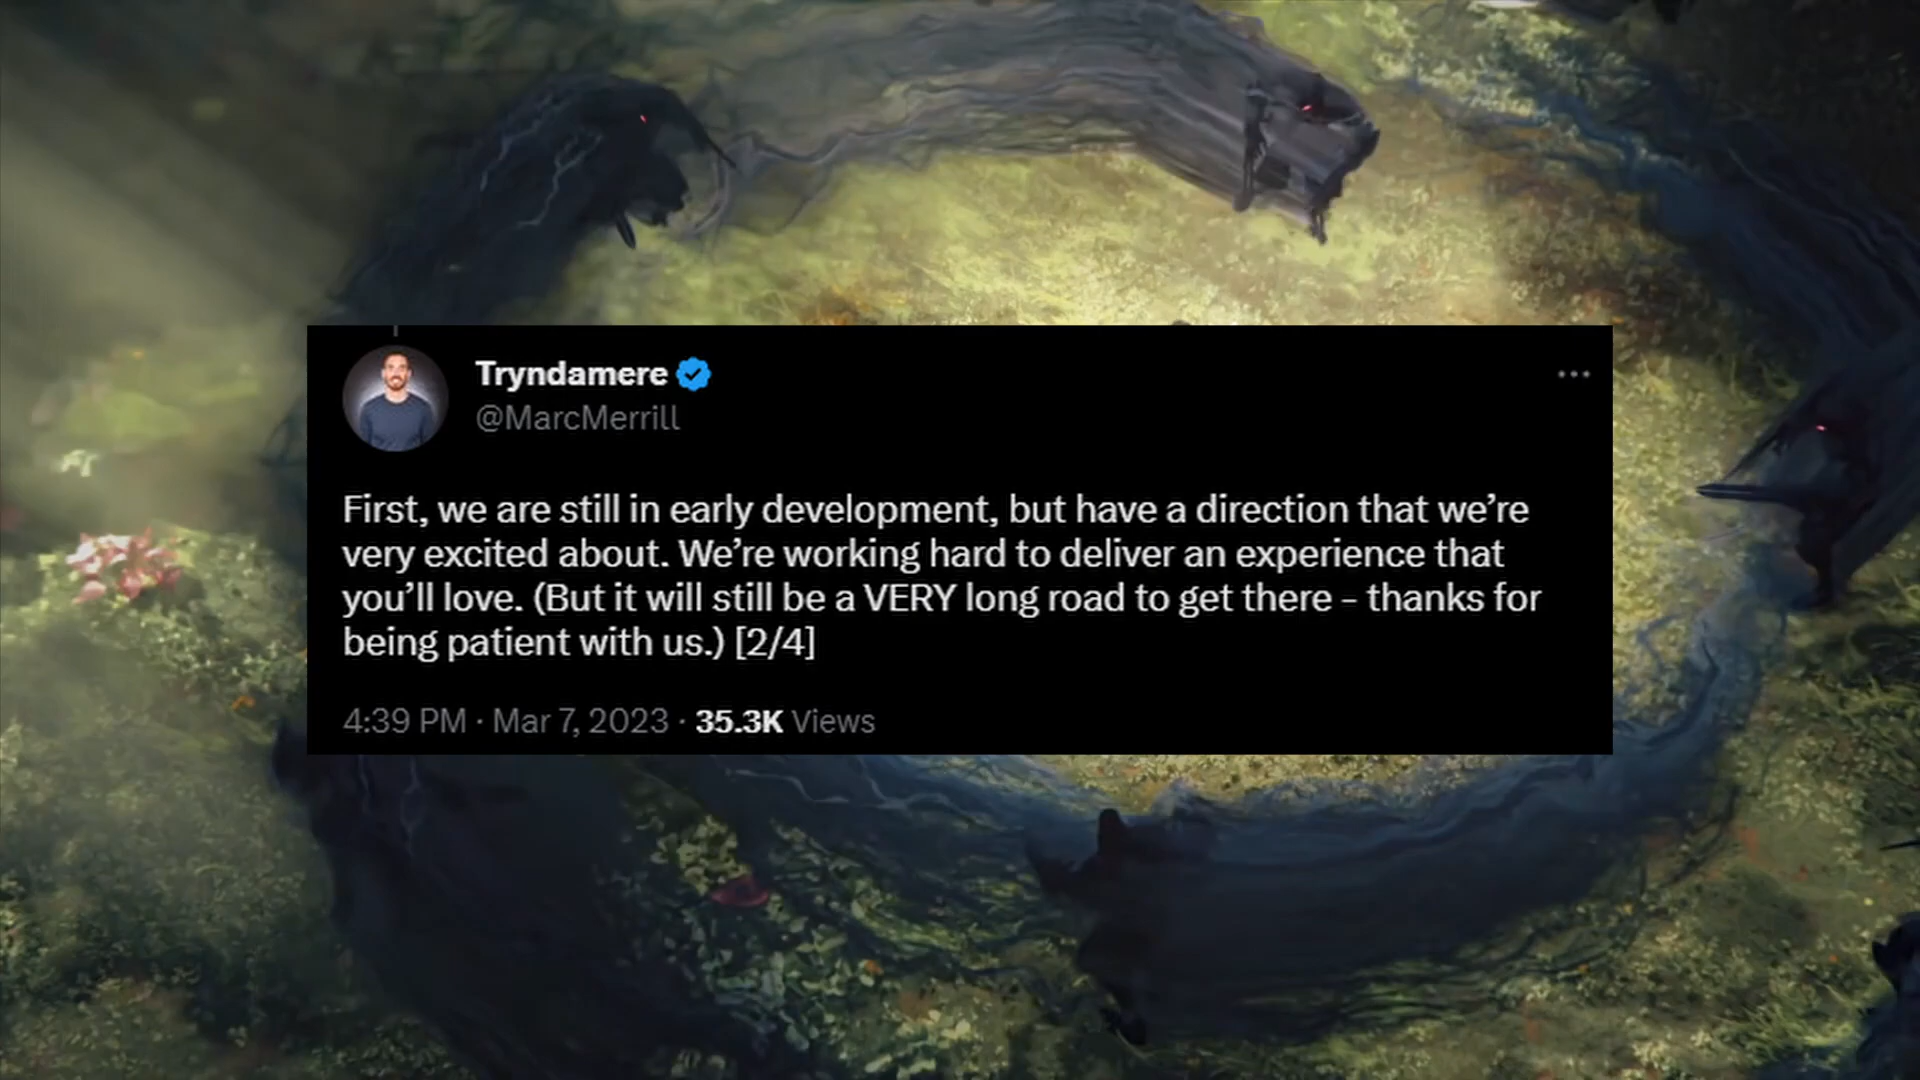 Tryndamere
@MarcMerrill
First, we are still in early development, but have a direction that we’re
very excited about. We’re working hard to deliver an experience that
you’ll love. (But it will still be a VERY long road to get there – thanks for
being patient with us.) [2/4]
4:39 PM · Mar 7, 2023 · 35.3K Views